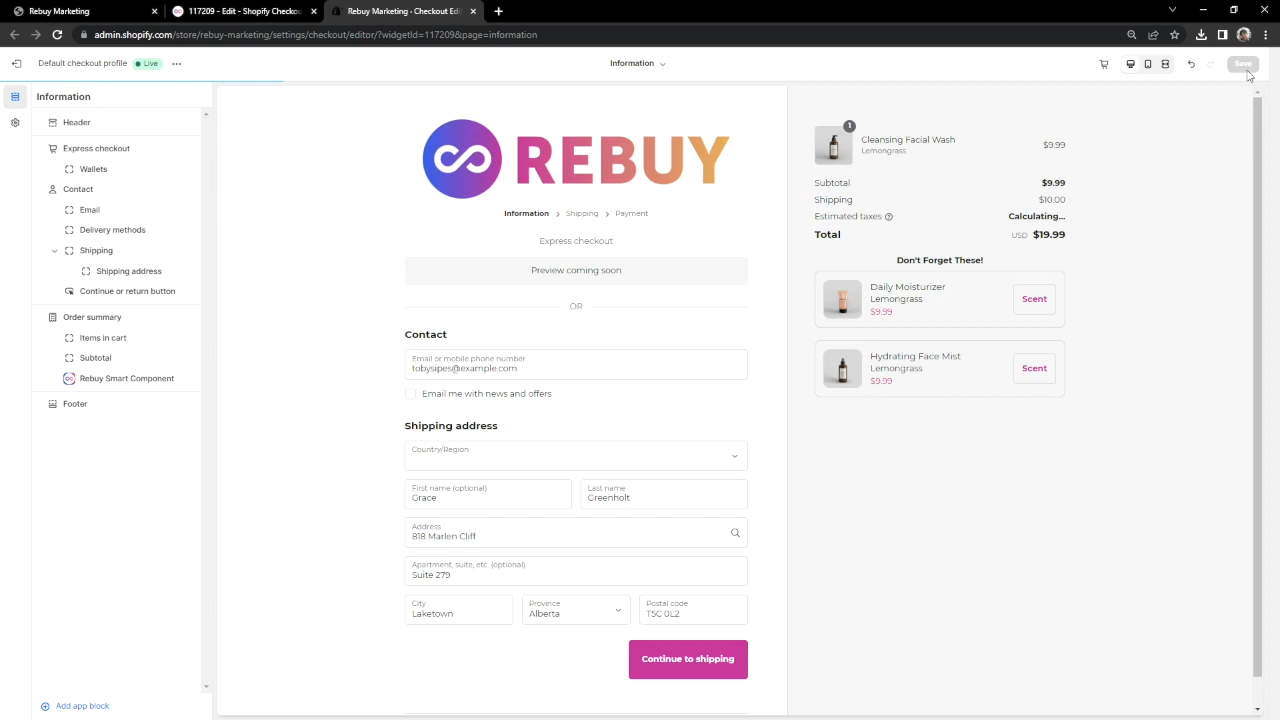 Rebuy Marketing
117209 - Edit - Shopify Checkou
Rebuy Marketing - Checkout Edi
admin.shopify.com/store/rebuy-marketing/settings/checkout/editor/?widgetId=117209&page=information
Default checkout profile
Live
Information
Save
Information
Header
Express checkout
Wallets
Contact
Email
Delivery methods
Shipping
Shipping address
Continue or return button
Order summary
Items in cart
Subtotal
Rebuy Smart Component
Footer
Add app block
REBUY
Information > Shipping > Payment
Express checkout
Preview coming soon
OR
Contact
Email or mobile phone number
tobysipes@example.com
Email me with news and offers
Shipping address
Country/Region
First name (optional)
Grace
Last name
Greenholt
Address
818 Marlen Cliff
Apartment, suite, etc. (optional)
Suite 279
City
Laketown
Province
Alberta
Postal code
T5C 0L2
Continue to shipping
1
Cleansing Facial Wash
Lemongrass
$9.99
Subtotal $9.99
Shipping $10.00
Estimated taxes Calculating...
Total USD $19.99
Don't Forget These!
Daily Moisturizer
Lemongrass
$9.99
Scent
Hydrating Face Mist
Lemongrass
$9.99
Scent